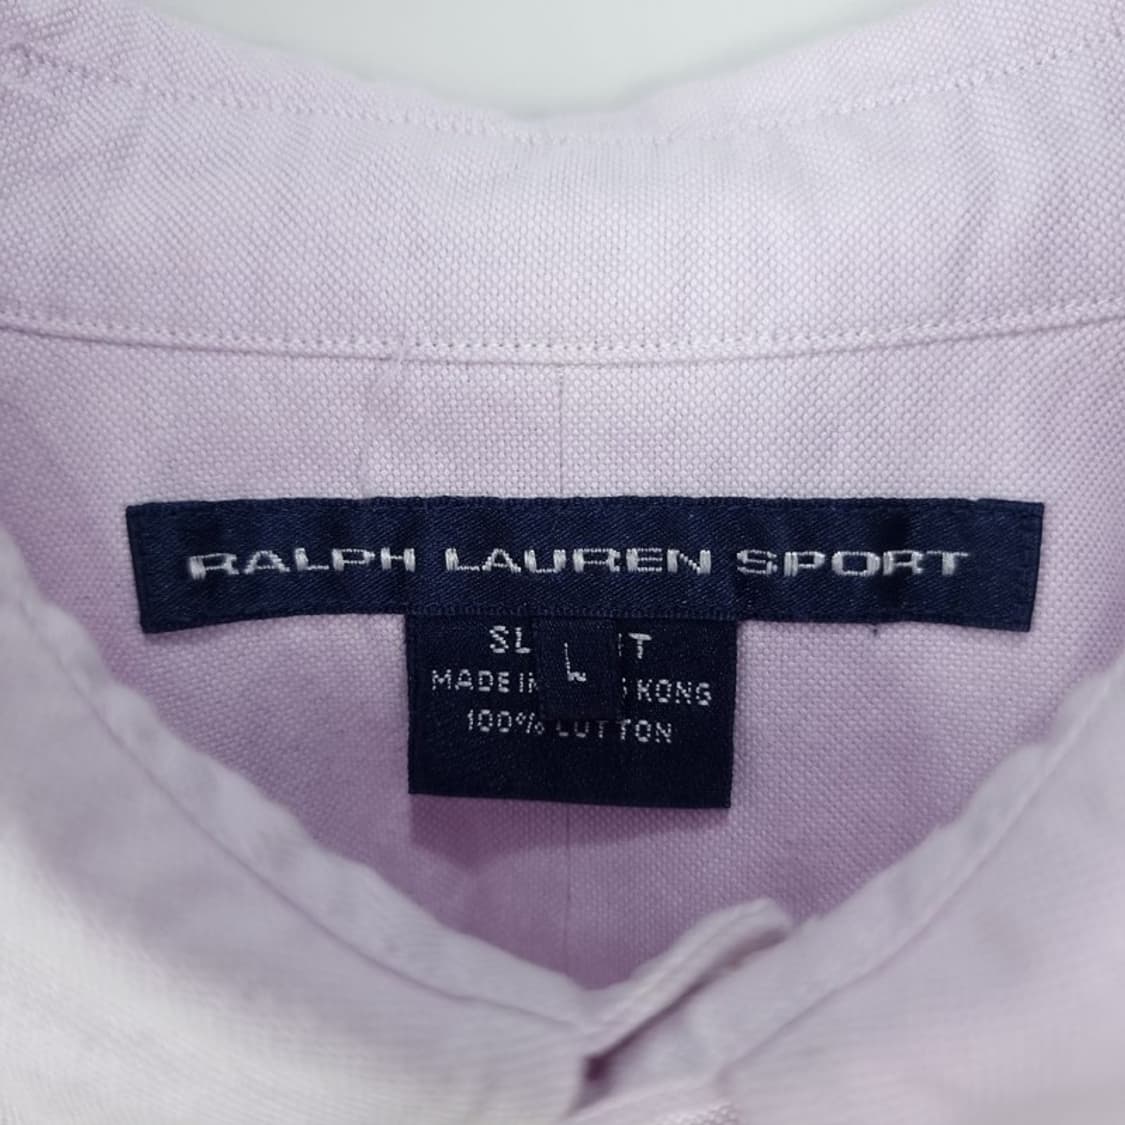 RALPH LAUREN SPORT
L
MADE IN KONG
100% COTTON